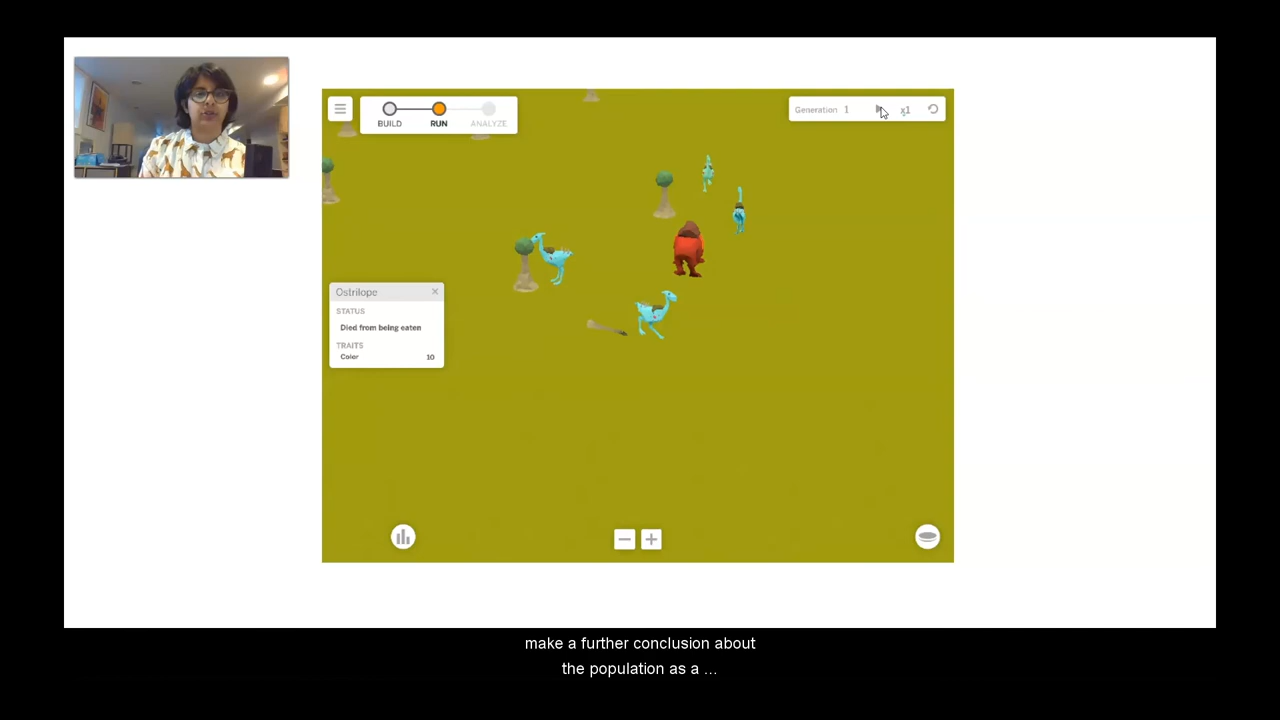 BUILD
RUN
ANALYZE
Generation 1
x1
Ostrilope
STATUS
Died from being eaten
TRAITS
Color 10
make a further conclusion about
the population as a ...